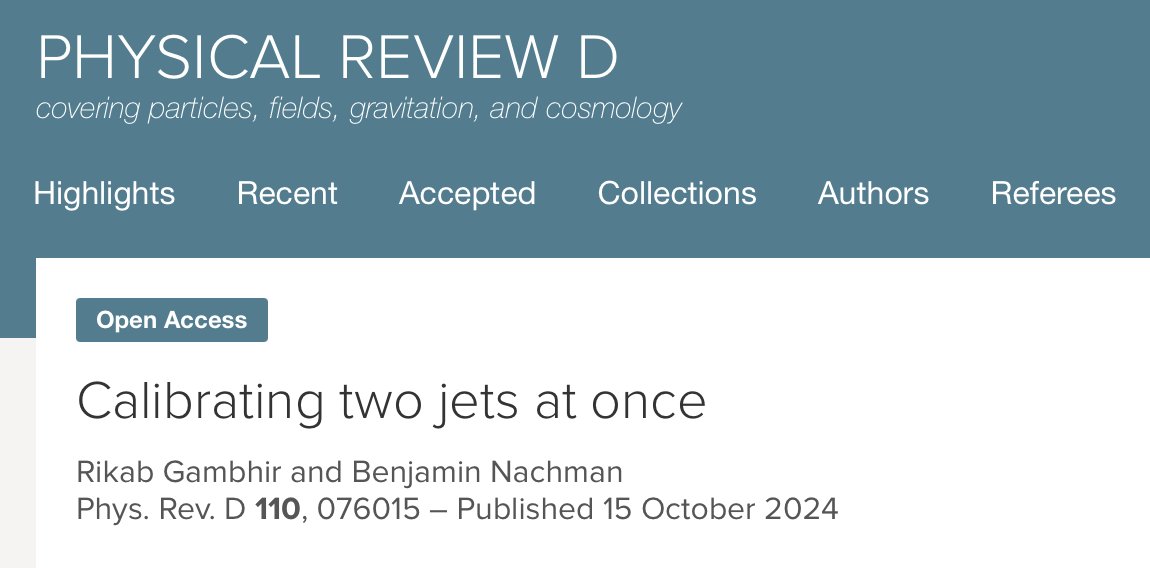 PHYSICAL REVIEW D
covering particles, fields, gravitation, and cosmology
Highlights Recent Accepted Collections Authors Referees
Open Access
Calibrating two jets at once
Rikab Gambhir and Benjamin Nachman
Phys. Rev. D 110, 076015 – Published 15 October 2024